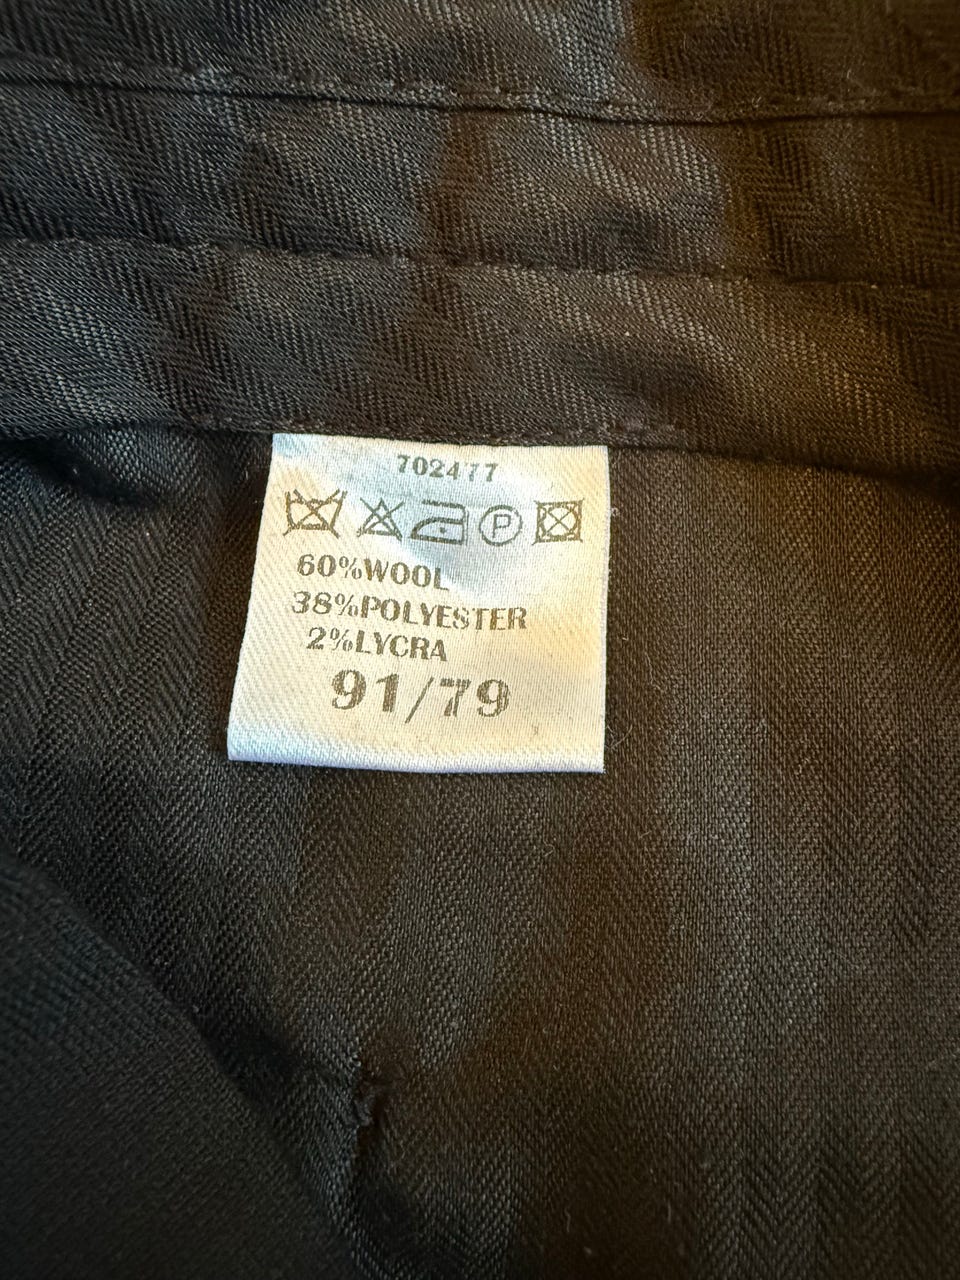 702477
P
60%WOOL
38%POLYESTER
2%LYCRA
91/79